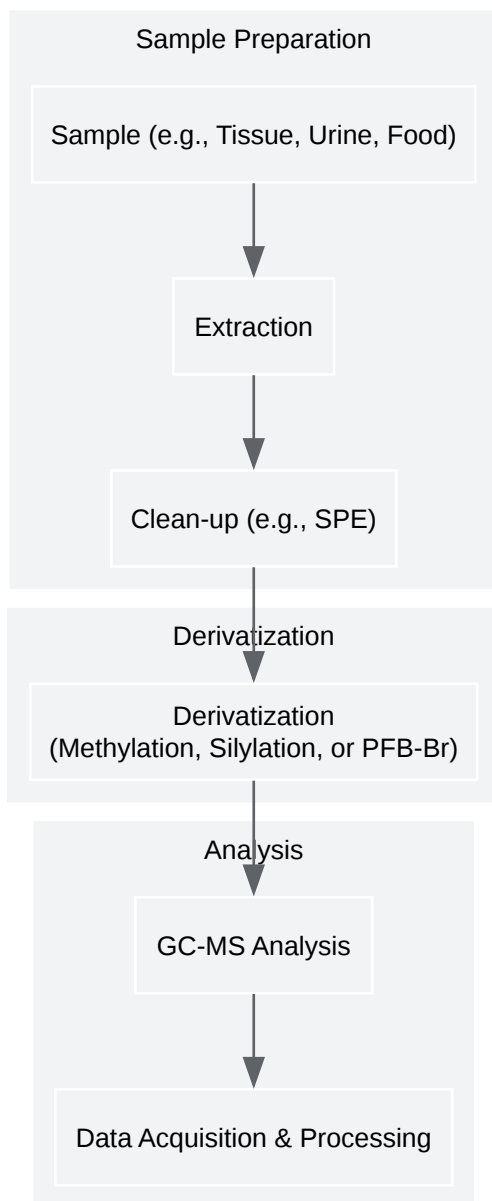 Sample Preparation
Sample (e.g., Tissue, Urine, Food)
Extraction
Clean-up (e.g., SPE)
Derivatization
Derivatization
(Methylation, Silylation, or PFB-Br)
Analysis
GC-MS Analysis
Data Acquisition & Processing